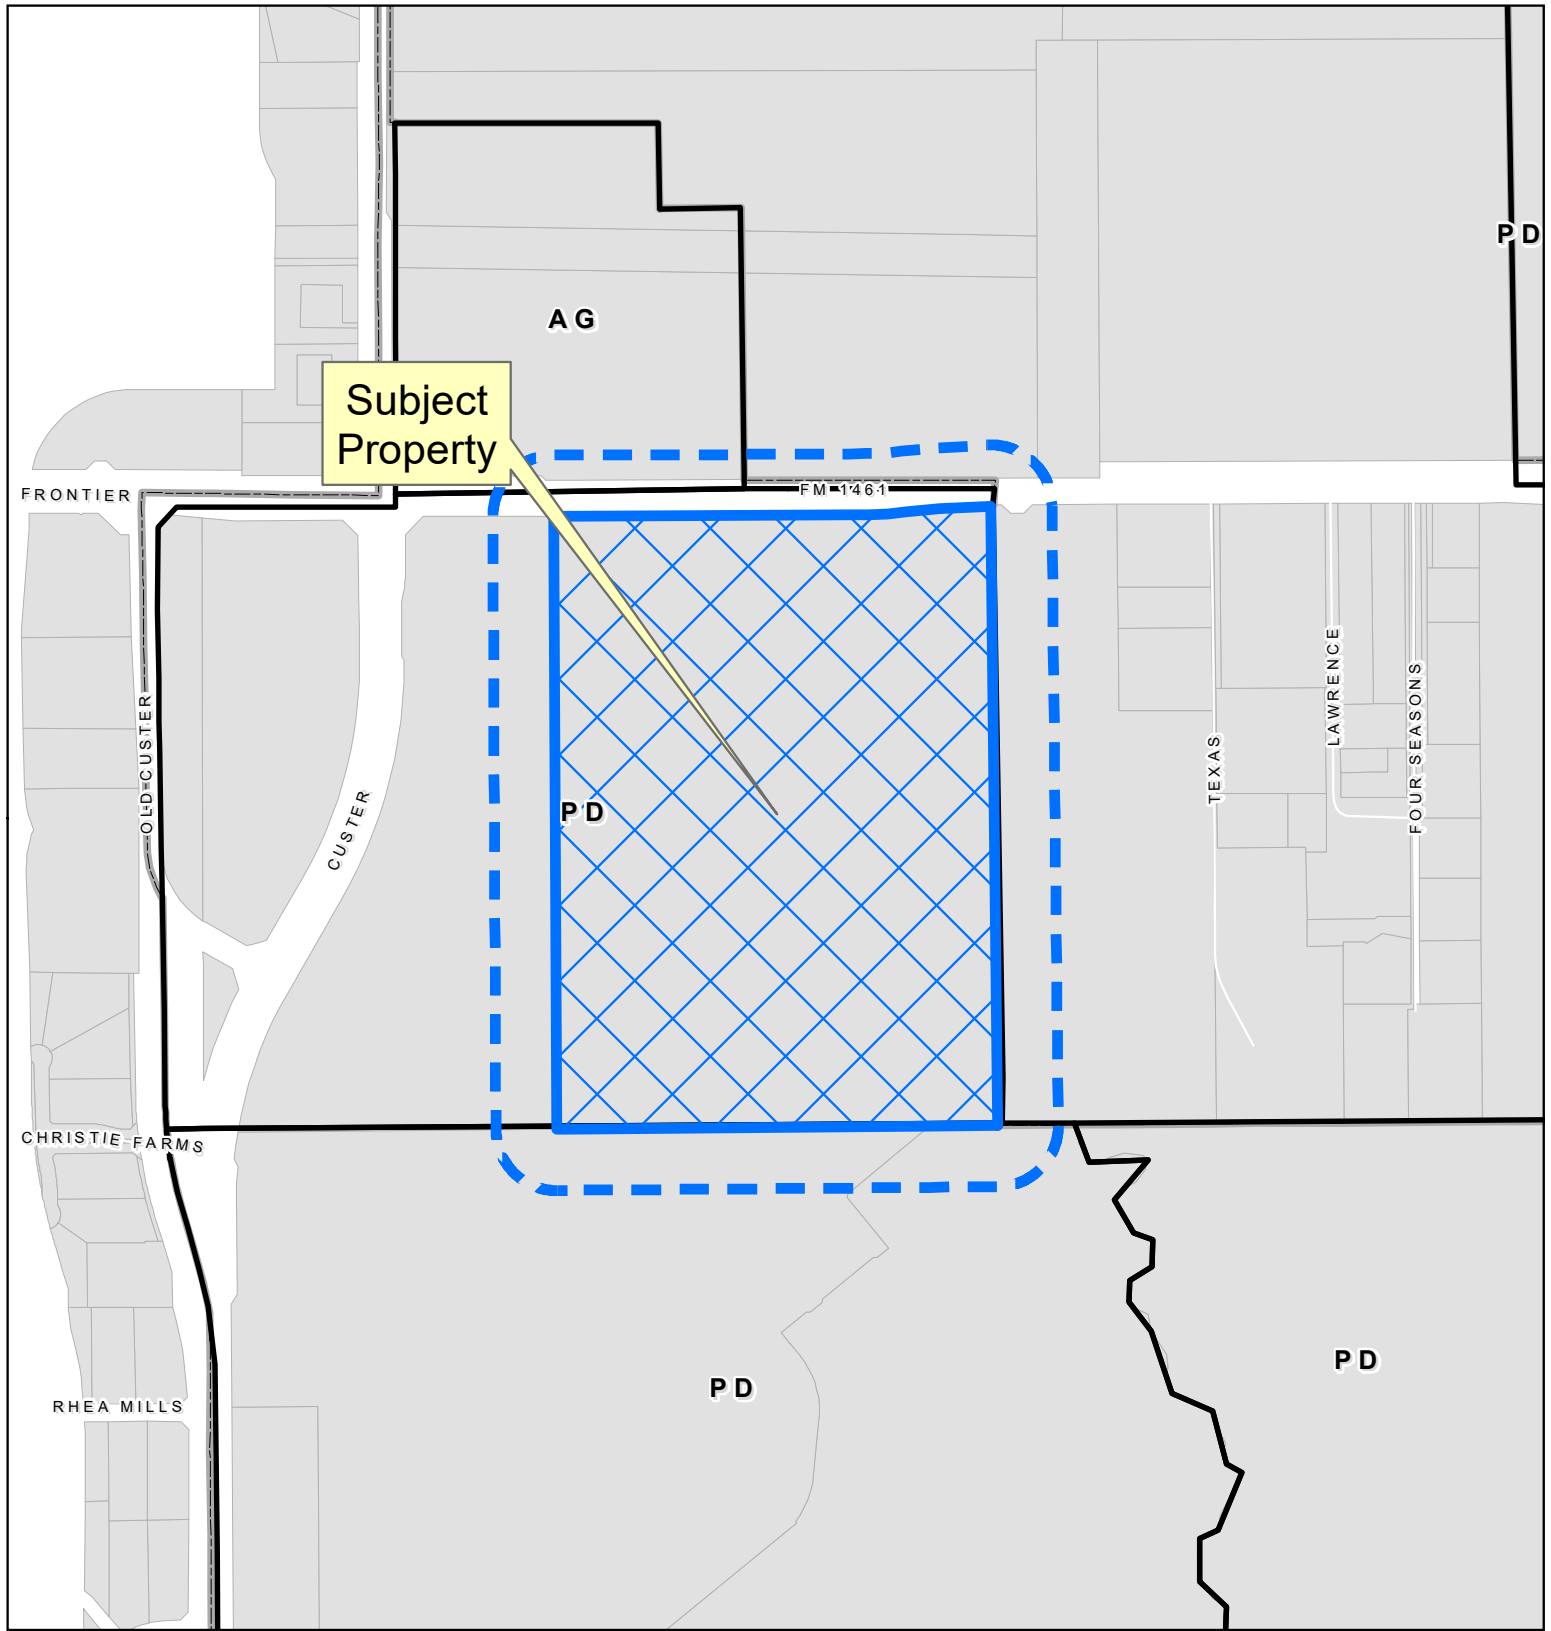 PD
AG
Subject
Property
FRONTIER
FM 1461
OLD CUSTER
CUSTER
PD
TEXAS
LAWRENCE
FOUR SEASONS
CHRISTIE FARMS
PD
PD
RHEA MILLS